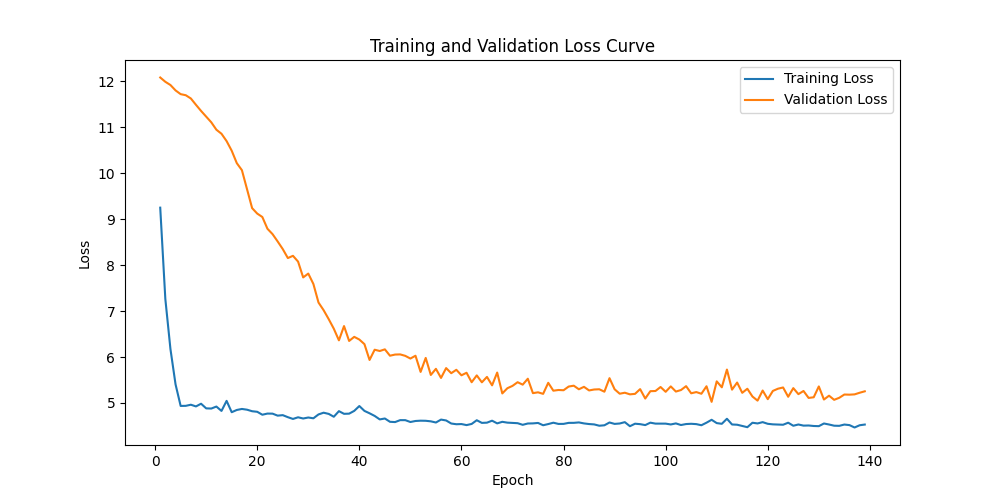 Training and Validation Loss Curve
Training Loss
Validation Loss
12
11
10
9
8
7
6
5
Loss
0 20 40 60 80 100 120 140
Epoch